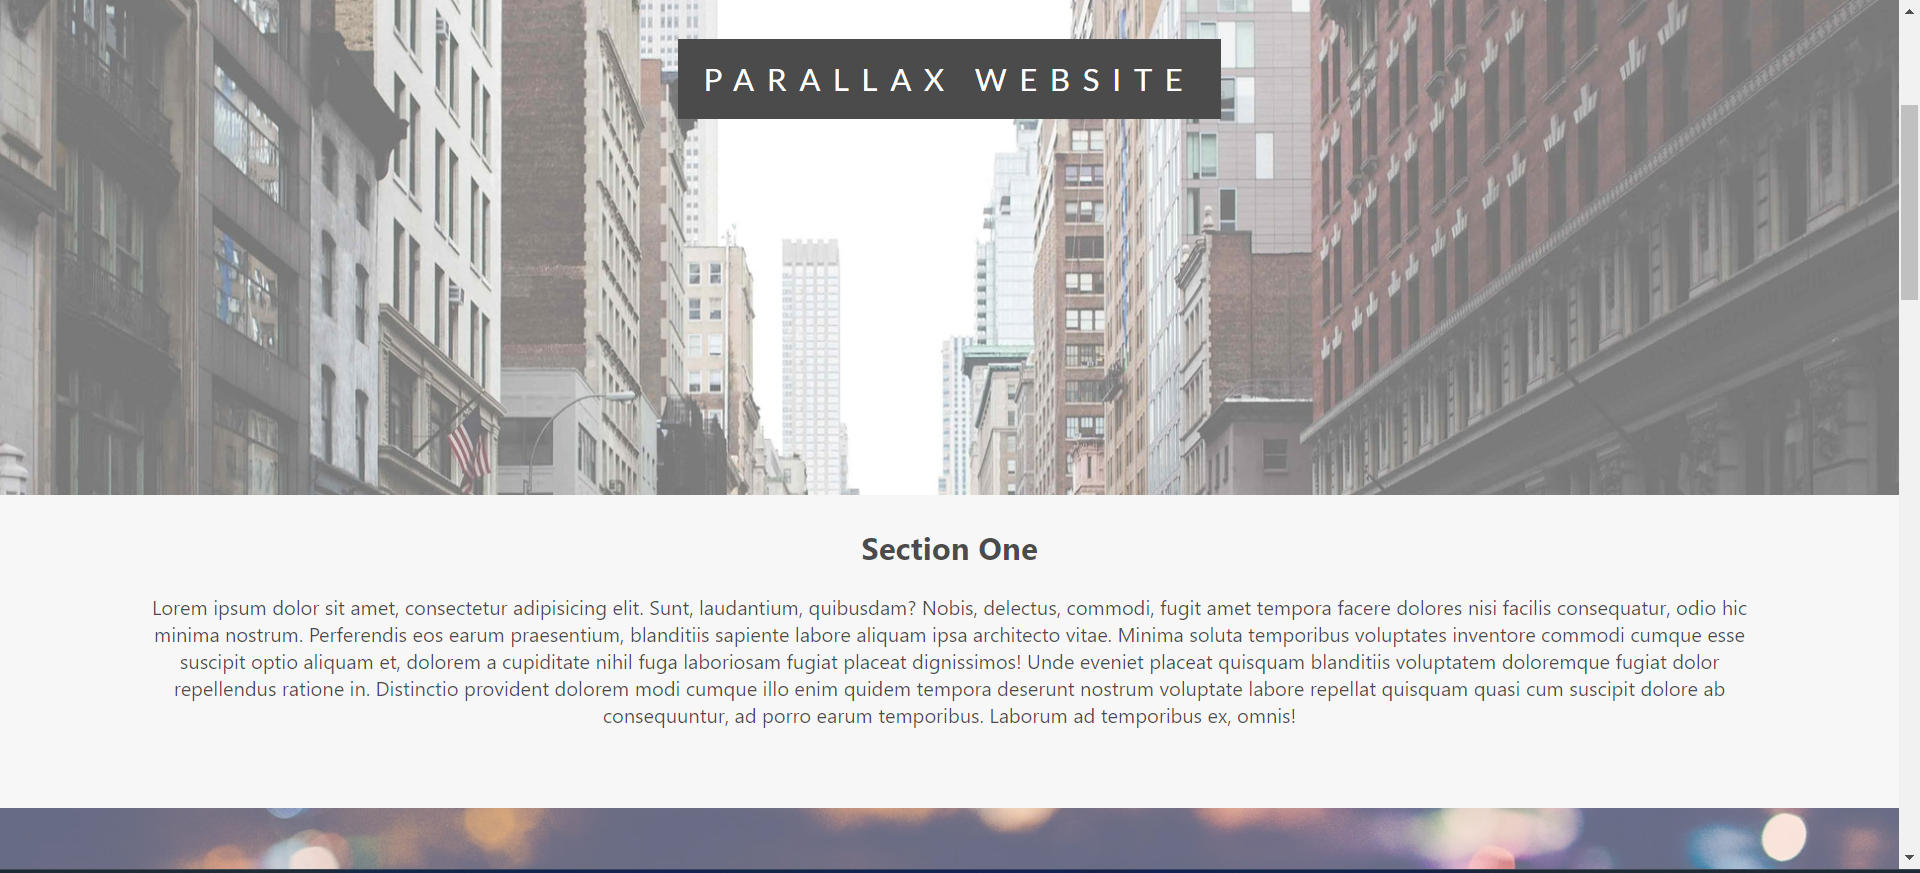 PARALLAX WEBSITE
Section One
Lorem ipsum dolor sit amet, consectetur adipisicing elit. Sunt, laudantium, quibusdam? Nobis, delectus, commodi, fugit amet tempora facere dolores nisi facilis consequatur, odio hic
minima nostrum. Perferendis eos earum praesentium, blanditiis sapiente labore aliquam ipsa architecto vitae. Minima soluta temporibus voluptates inventore commodi cumque esse
suscipit optio aliquam et, dolorem a cupiditate nihil fuga laboriosam fugiat placeat dignissimos! Unde eveniet placeat quisquam blanditiis voluptatem doloremque fugiat dolor
repellendus ratione in. Distinctio provident dolorem modi cumque illo enim quidem tempora deserunt nostrum voluptate labore repellat quisquam quasi cum suscipit dolore ab
consequuntur, ad porro earum temporibus. Laborum ad temporibus ex, omnis!